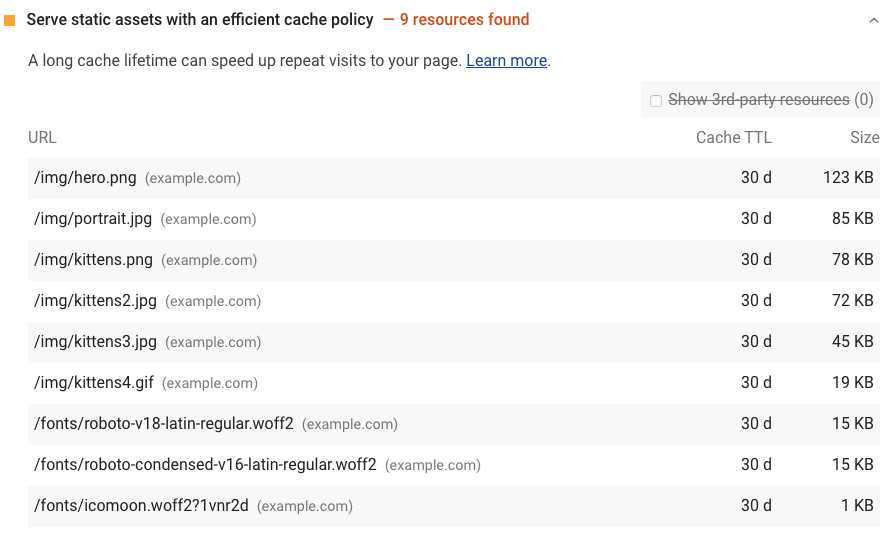 Serve static assets with an efficient cache policy — 9 resources found
A long cache lifetime can speed up repeat visits to your page. Learn more.
Show 3rd-party resources (0)
URL Cache TTL Size
/img/hero.png (example.com) 30 d 123 KB
/img/portrait.jpg (example.com) 30 d 85 KB
/img/kittens.png (example.com) 30 d 78 KB
/img/kittens2.jpg (example.com) 30 d 72 KB
/img/kittens3.jpg (example.com) 30 d 45 KB
/img/kittens4.gif (example.com) 30 d 19 KB
/fonts/roboto-v18-latin-regular.woff2 (example.com) 30 d 15 KB
/fonts/roboto-condensed-v16-latin-regular.woff2 (example.com) 30 d 15 KB
/fonts/icomoon.woff2?1vnr2d (example.com) 30 d 1 KB